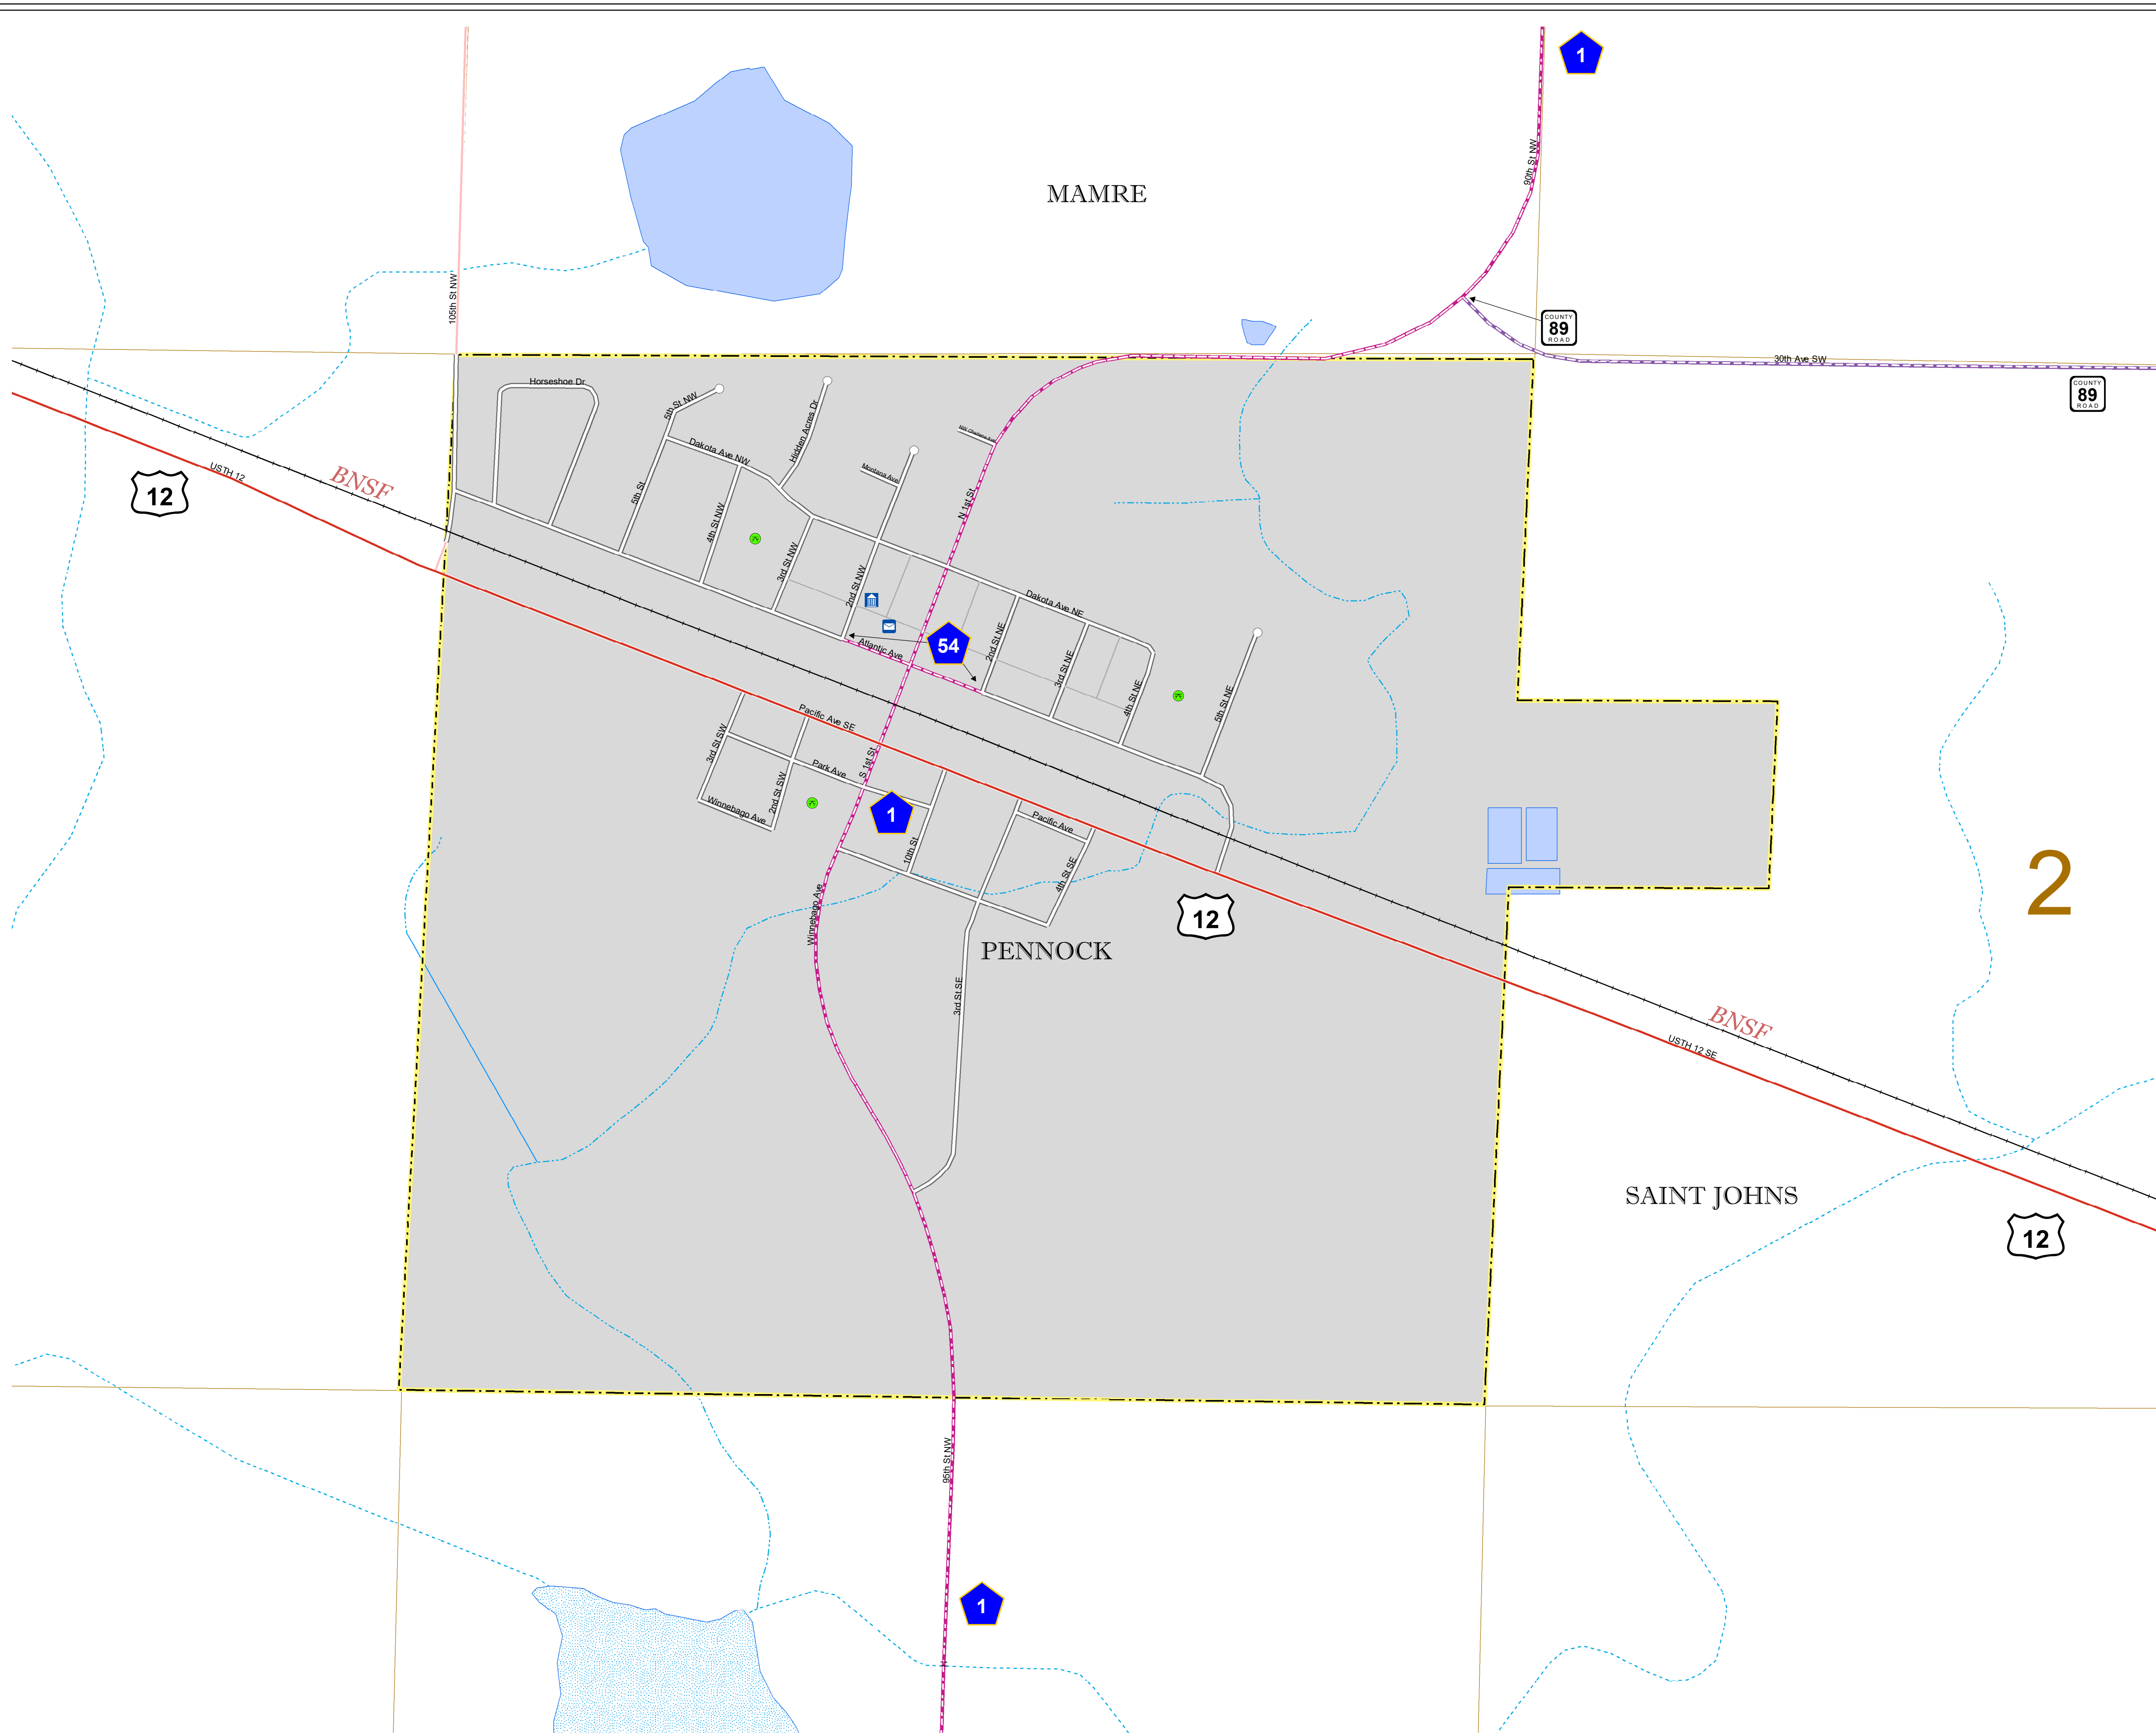 1
90th St NW
MAMRE
105th St NW
COUNTY
89
ROAD
30th Ave SW
COUNTY
89
ROAD
Horseshoe Dr
5th St NW
Hidden Acres Dr
NW Chellena Ave
Dakota Ave NW
Montana Ave
USTH 12
BNSF
12
5th St
4th St NW
N 1st St
3rd St NW
2nd St NW
Dakota Ave NE
54
Atlantic Ave
2nd St NE
3rd St NE
4th St NE
5th St NE
Pacific Ave SE
3rd St SW
S 1st St
Park Ave
2nd St SW
Winnebago Ave
1
Pacific Ave
10th St
4th St SE
12
2
Winnebago Ave
PENNOCK
3rd St SE
BNSF
USTH 12 SE
SAINT JOHNS
12
95th St NW
1